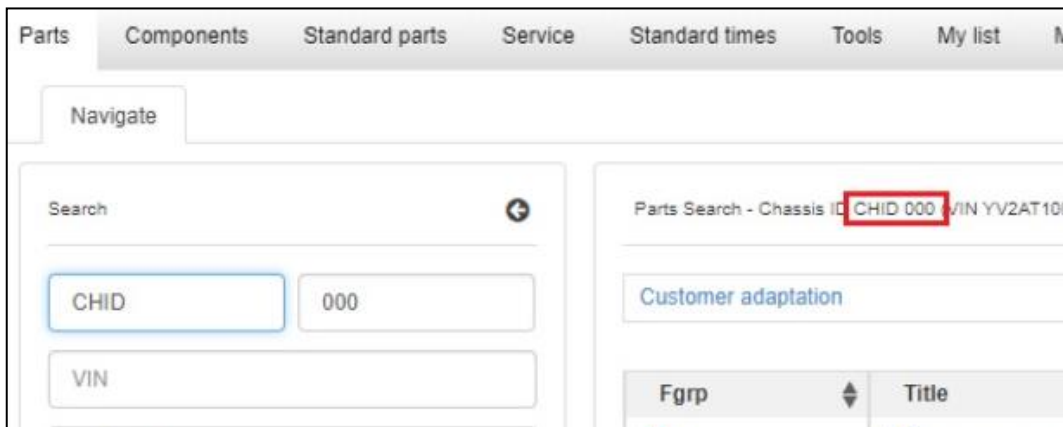 Parts Components Standard parts Service Standard times Tools My list
Navigate
Search
Parts Search - Chassis ID CHID 000 (VIN YV2AT10
CHID 000
Customer adaptation
VIN
Fgrp Title